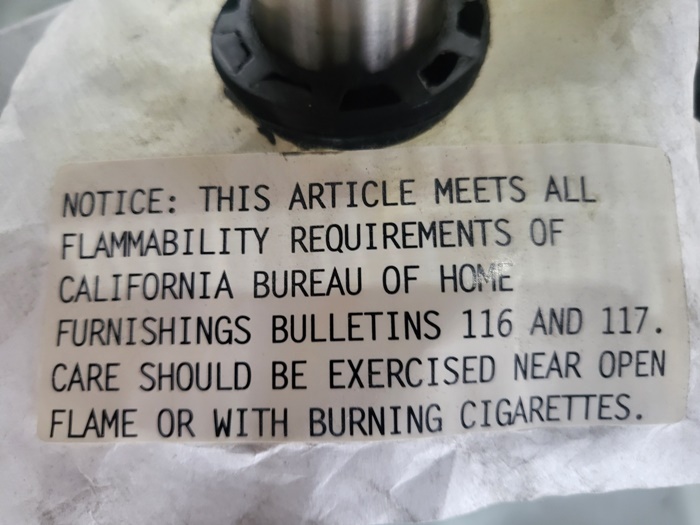 NOTICE: THIS ARTICLE MEETS ALL
FLAMMABILITY REQUIREMENTS OF
CALIFORNIA BUREAU OF HOME
FURNISHINGS BULLETINS 116 AND 117.
CARE SHOULD BE EXERCISED NEAR OPEN
FLAME OR WITH BURNING CIGARETTES.